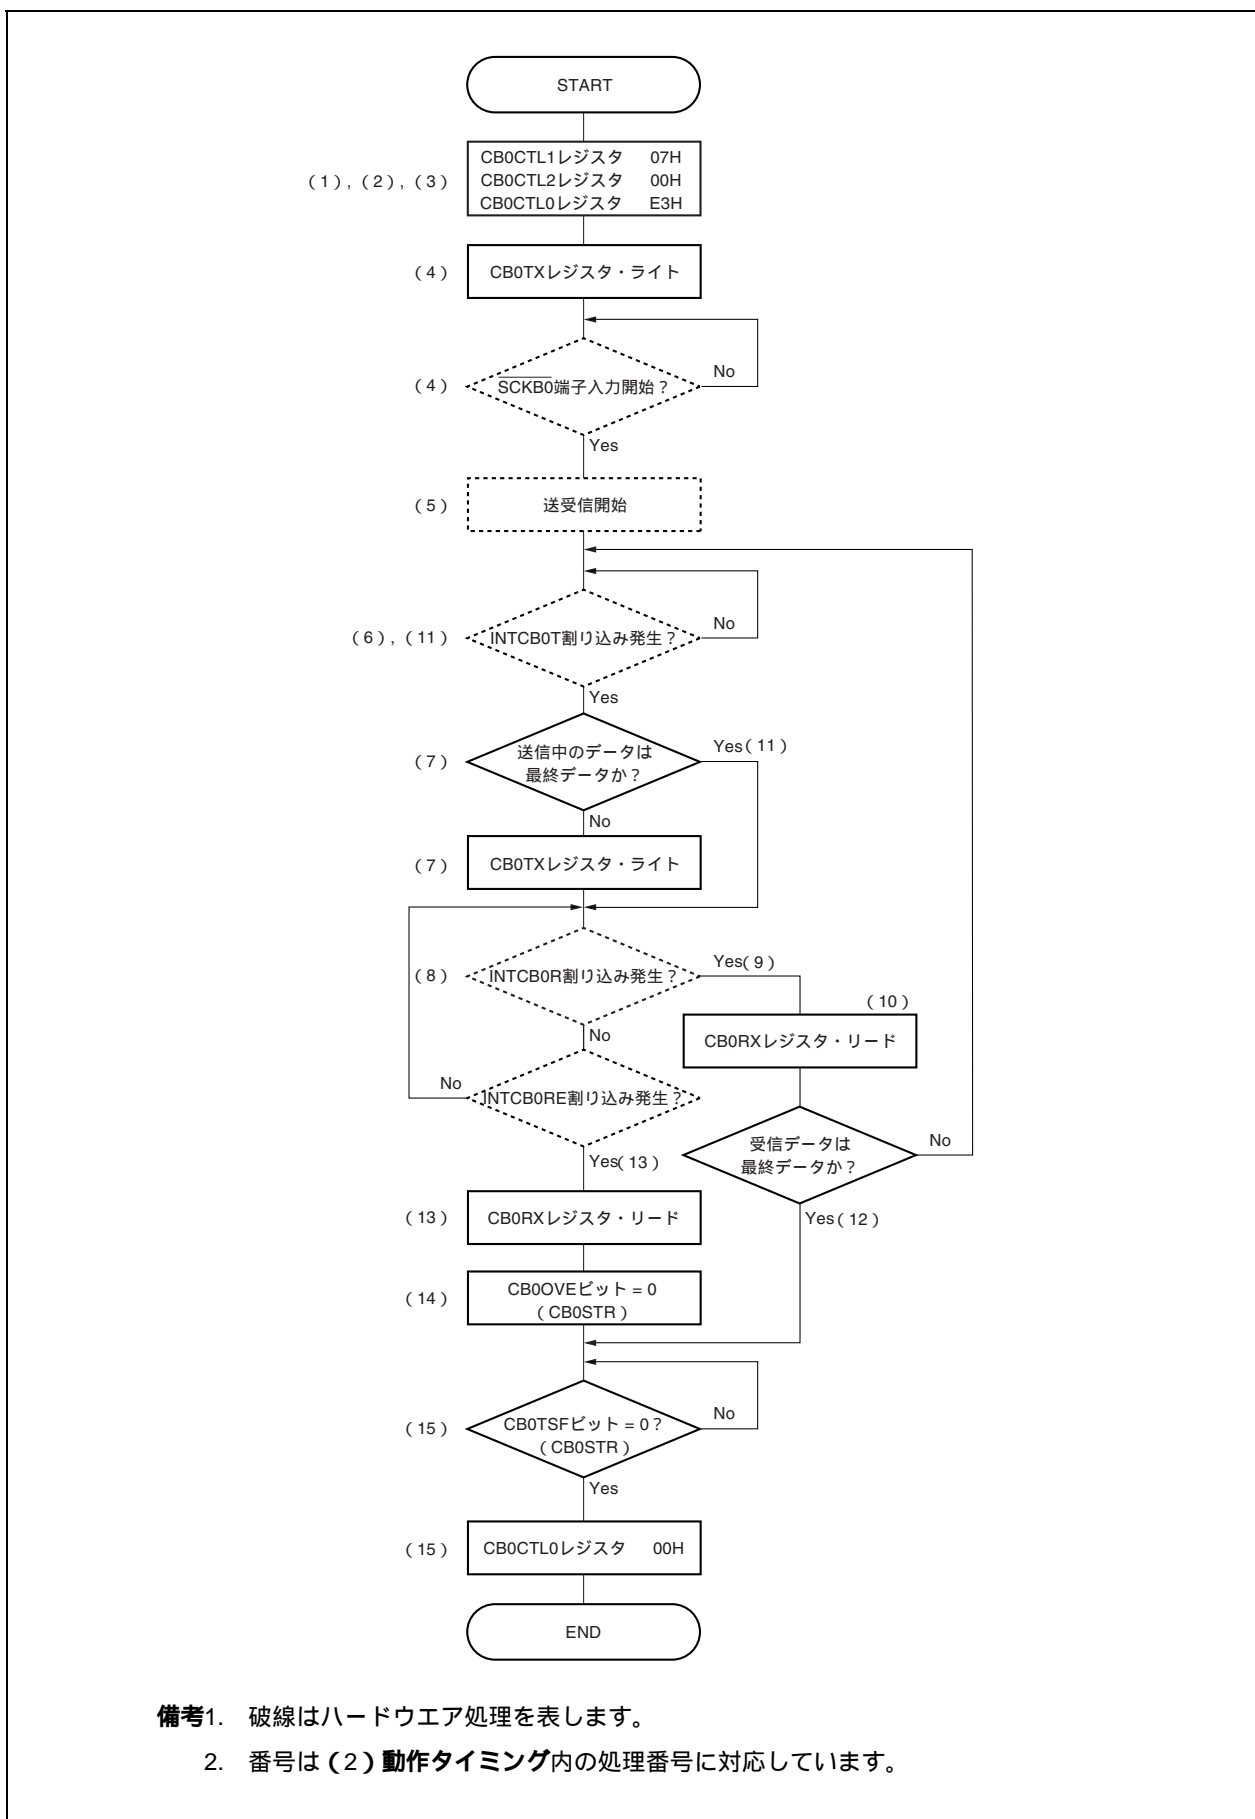 START
(1),(2),(3)
CB0CTL1レジスタ 07H
CB0CTL2レジスタ 00H
CB0CTL0レジスタ E3H
(4)
CB0TXレジスタ・ライト
(4)
SCKB0端子入力開始？
No
Yes
(5)
送受信開始
(6),(11)
INTCB0T割り込み発生？
No
Yes
(7)
送信中のデータは
最終データか？
Yes(11)
No
(7)
CB0TXレジスタ・ライト
(8)
INTCB0R割り込み発生？
Yes(9)
No
(10)
CB0RXレジスタ・リード
No
INTCB0RE割り込み発生？
受信データは
最終データか？
No
Yes(13)
Yes(12)
(13)
CB0RXレジスタ・リード
(14)
CB0OVEビット = 0
(CB0STR)
(15)
CB0TSFビット = 0？
(CB0STR)
No
Yes
(15)
CB0CTL0レジスタ 00H
END
備考1. 破線はハードウエア処理を表します。
2. 番号は(2)動作タイミング内の処理番号に対応しています。